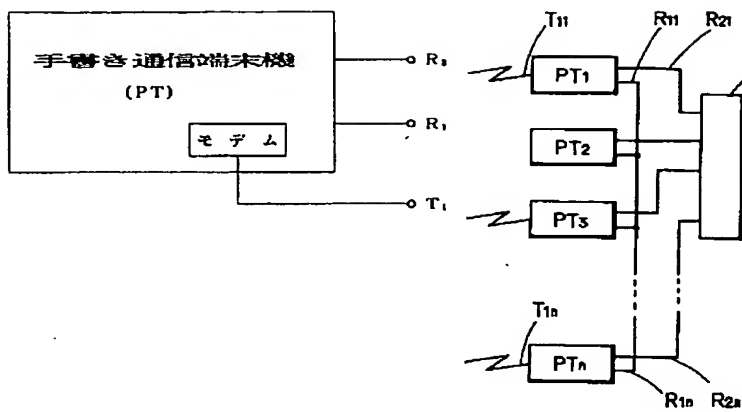 手書き通信端末機
(PT)
モデム
R₂
R₁
T₁
T₁₁
R₁₁
R₂₁
PT₁
PT₂
PT₃
T₁ₙ
PTₙ
R₁ₙ
R₂ₙ